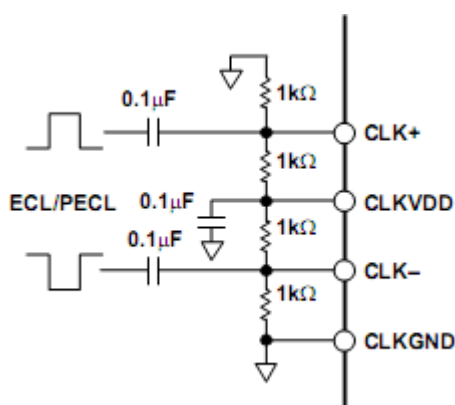 1kΩ
0.1μF
CLK+
1kΩ
ECL/PECL
0.1μF
CLKVDD
0.1μF
1kΩ
CLK–
1kΩ
CLKGND